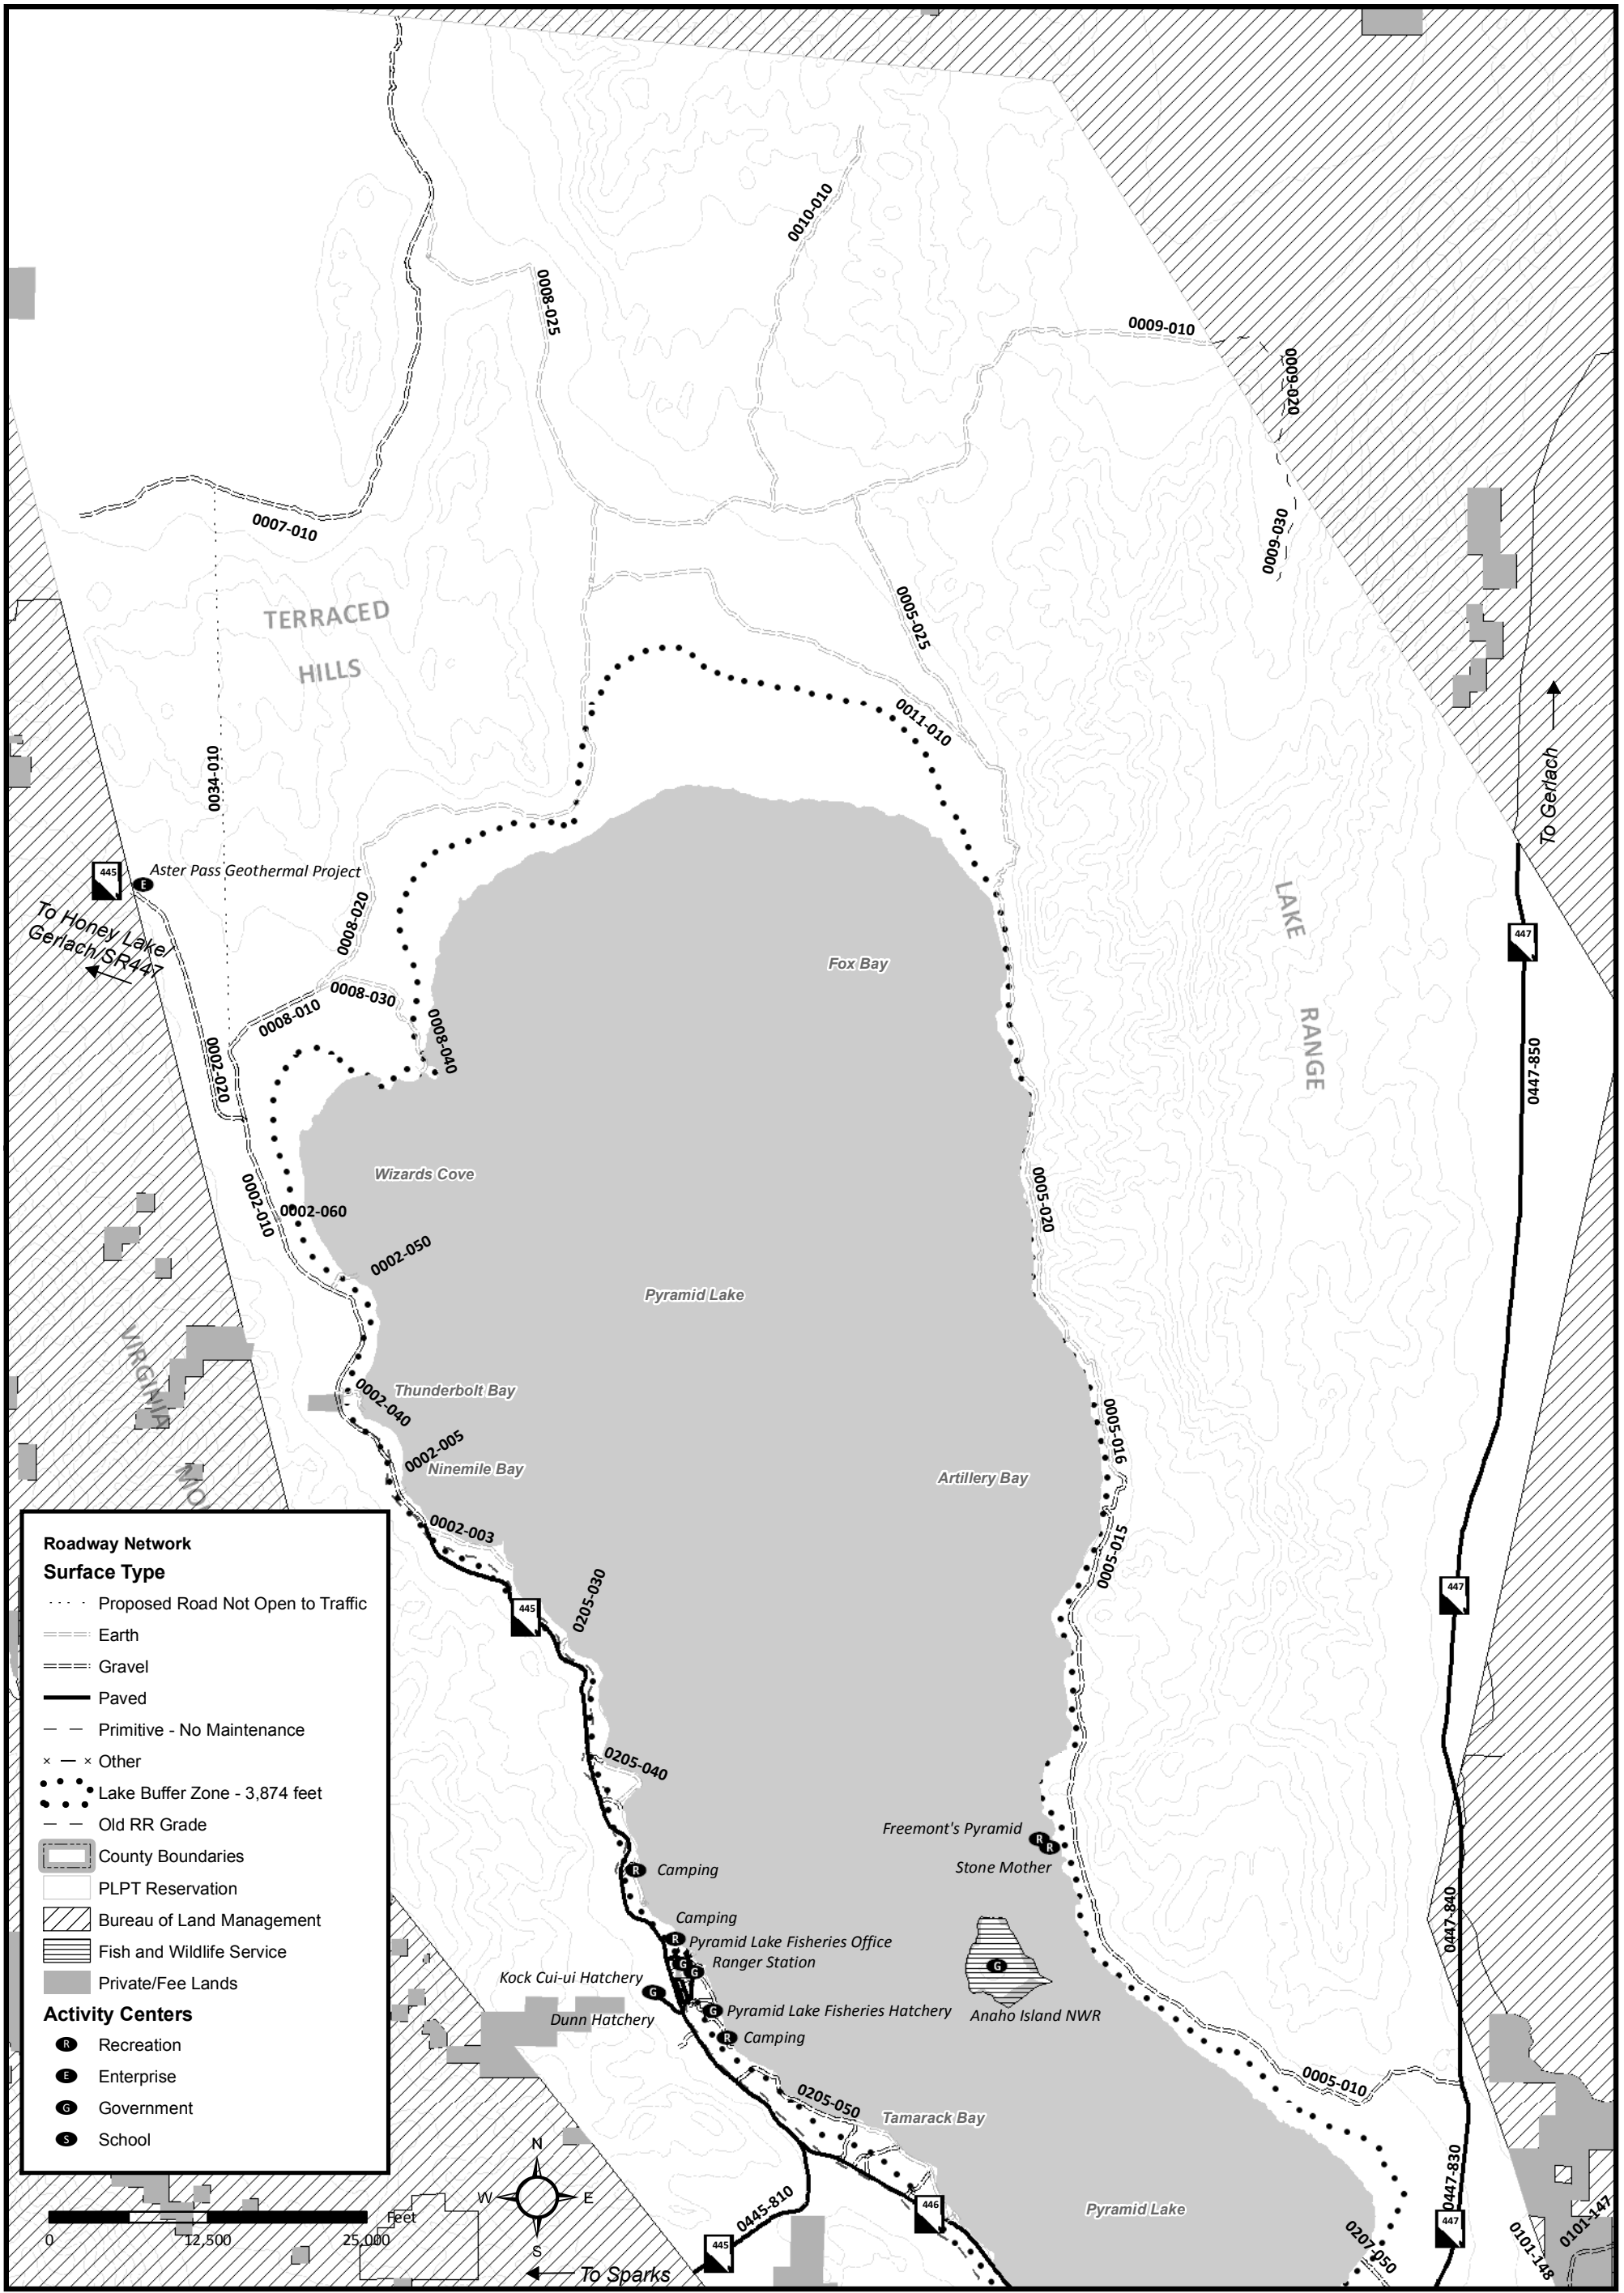 0010-010
0008-025
0009-010
0009-020
0007-010
0009-030
TERRACED
HILLS
0005-025
0011-010
0034-010
To Gerlach
445
E
Aster Pass Geothermal Project
To Honey Lake/
Gerlach/SR447
LAKE
RANGE
447
0008-020
Fox Bay
0008-030
0008-010
0008-040
0002-020
0447-850
Wizards Cove
0002-010
0002-060
0005-020
0002-050
Pyramid Lake
VIRGINIA
Thunderbolt Bay
0002-040
0005-016
0002-005
Ninemile Bay
Artillery Bay
0002-003
0005-015
0205-030
445
447
0205-040
Freemont's Pyramid
R
R
Stone Mother
R
Camping
Camping
R
Pyramid Lake Fisheries Office
G
Ranger Station
G
Kock Cui-ui Hatchery
G
Dunn Hatchery
G
Pyramid Lake Fisheries Hatchery
R
Camping
G
Anaho Island NWR
0447-840
0005-010
0205-050
Tamarack Bay
0447-830
0445-810
446
445
447
Pyramid Lake
0207-050
0101-148
0101-147
To Sparks
Roadway Network
Surface Type
Proposed Road Not Open to Traffic
Earth
Gravel
Paved
Primitive - No Maintenance
Other
Lake Buffer Zone - 3,874 feet
Old RR Grade
County Boundaries
PLPT Reservation
Bureau of Land Management
Fish and Wildlife Service
Private/Fee Lands
Activity Centers
R Recreation
E Enterprise
G Government
S School
N
W
E
S
Feet
0
12,500
25,000